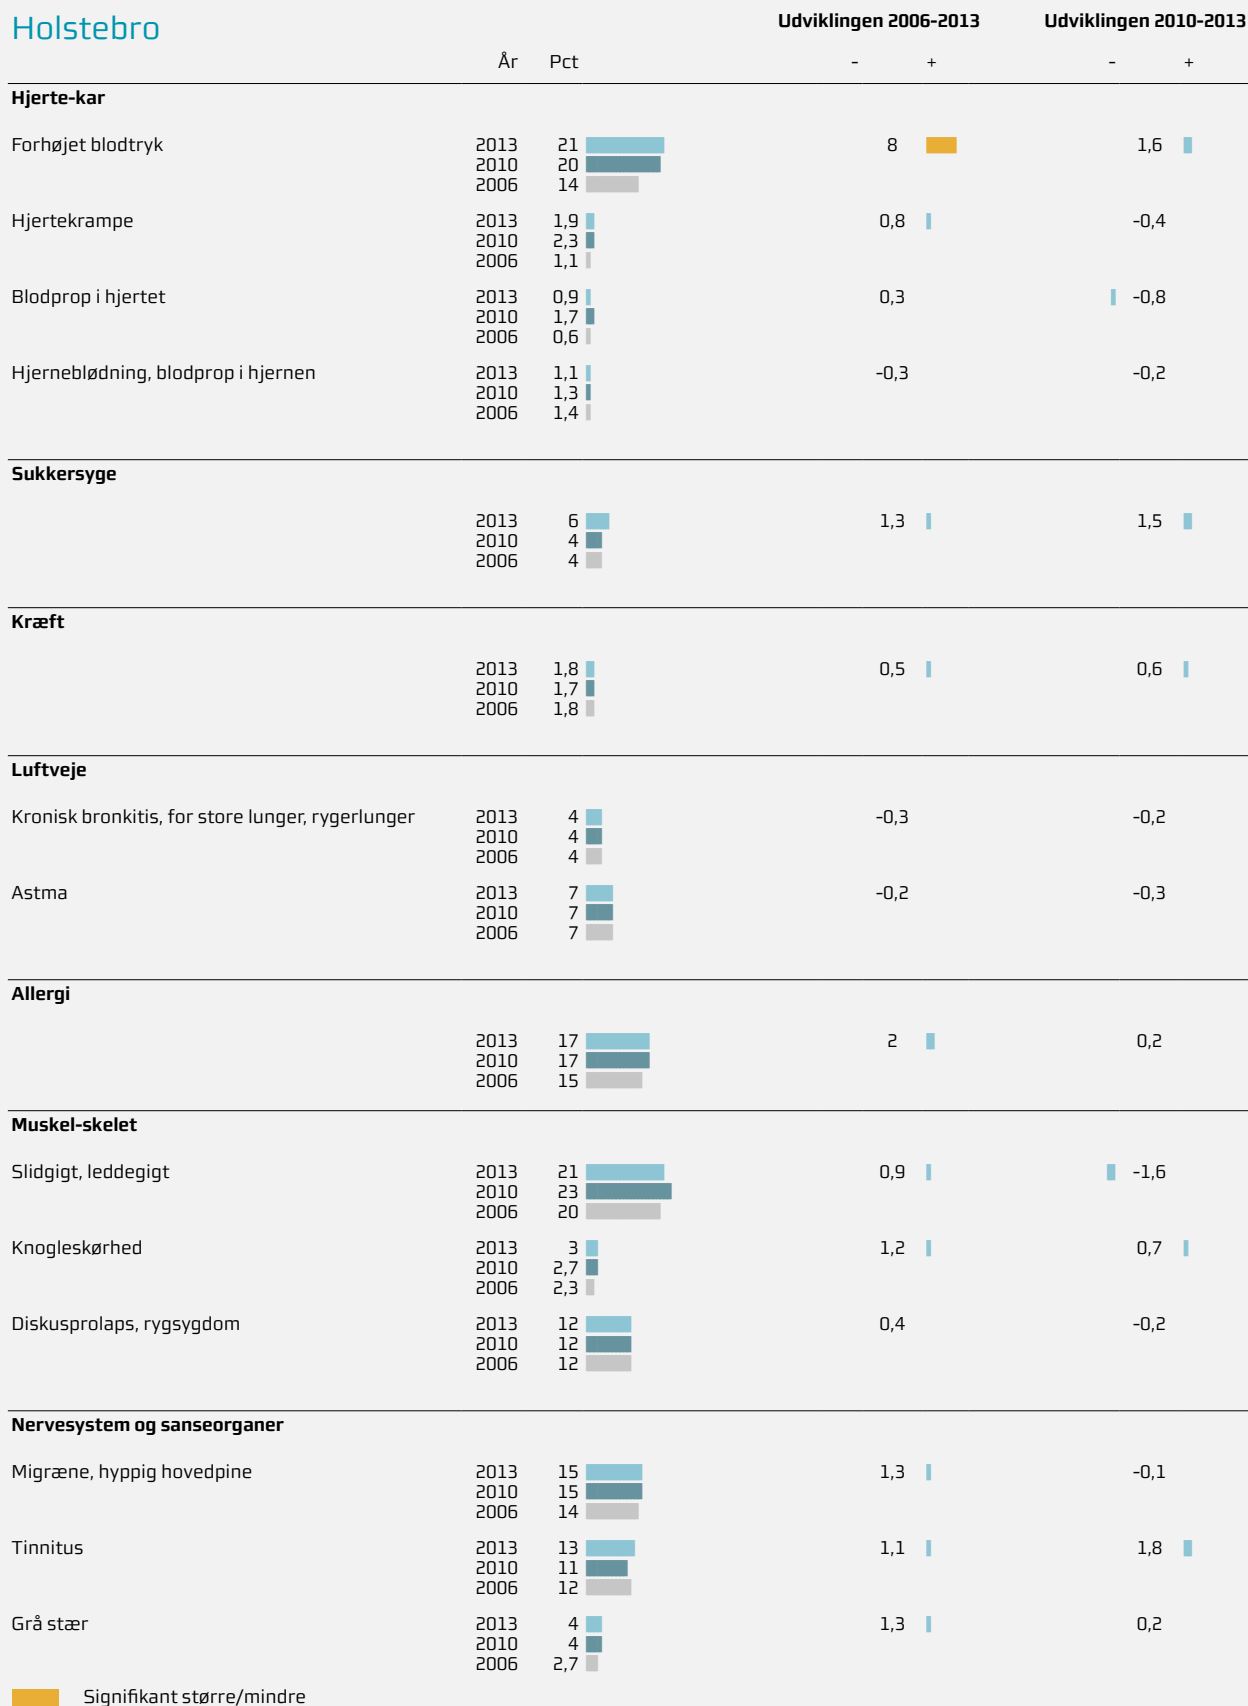 Holstebro
Udviklingen 2006-2013 Udviklingen 2010-2013
År Pct - + - +
Hjerte-kar
Forhøjet blodtryk 2013 21 8 1,6
2010 20
2006 14
Hjertekrampe 2013 1,9 0,8 -0,4
2010 2,3
2006 1,1
Blodprop i hjertet 2013 0,9 0,3 -0,8
2010 1,7
2006 0,6
Hjerneblødning, blodprop i hjernen 2013 1,1 -0,3 -0,2
2010 1,3
2006 1,4
Sukkersyge
2013 6 1,3 1,5
2010 4
2006 4
Kræft
2013 1,8 0,5 0,6
2010 1,7
2006 1,8
Luftveje
Kronisk bronkitis, for store lunger, rygerlunger 2013 4 -0,3 -0,2
2010 4
2006 4
Astma 2013 7 -0,2 -0,3
2010 7
2006 7
Allergi
2013 17 2 0,2
2010 17
2006 15
Muskel-skelet
Slidgigt, leddegigt 2013 21 0,9 -1,6
2010 23
2006 20
Knogleskørhed 2013 3 1,2 0,7
2010 2,7
2006 2,3
Diskusprolaps, rygsygdom 2013 12 0,4 -0,2
2010 12
2006 12
Nervesystem og sanseorganer
Migræne, hyppig hovedpine 2013 15 1,3 -0,1
2010 15
2006 14
Tinnitus 2013 13 1,1 1,8
2010 11
2006 12
Grå stær 2013 4 1,3 0,2
2010 4
2006 2,7
Signifikant større/mindre